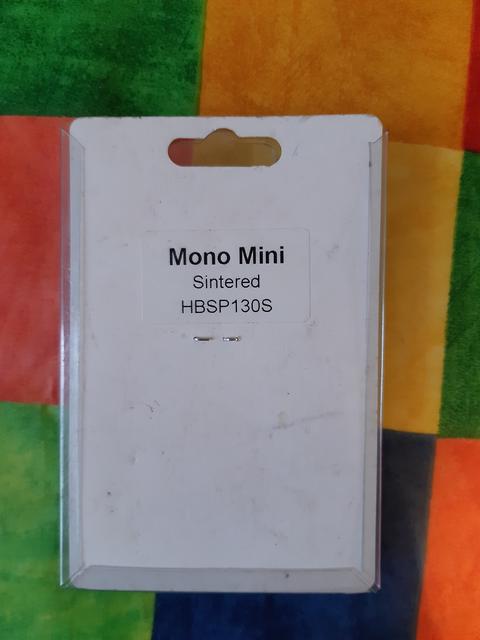 Mono Mini
Sintered
HBSP130S